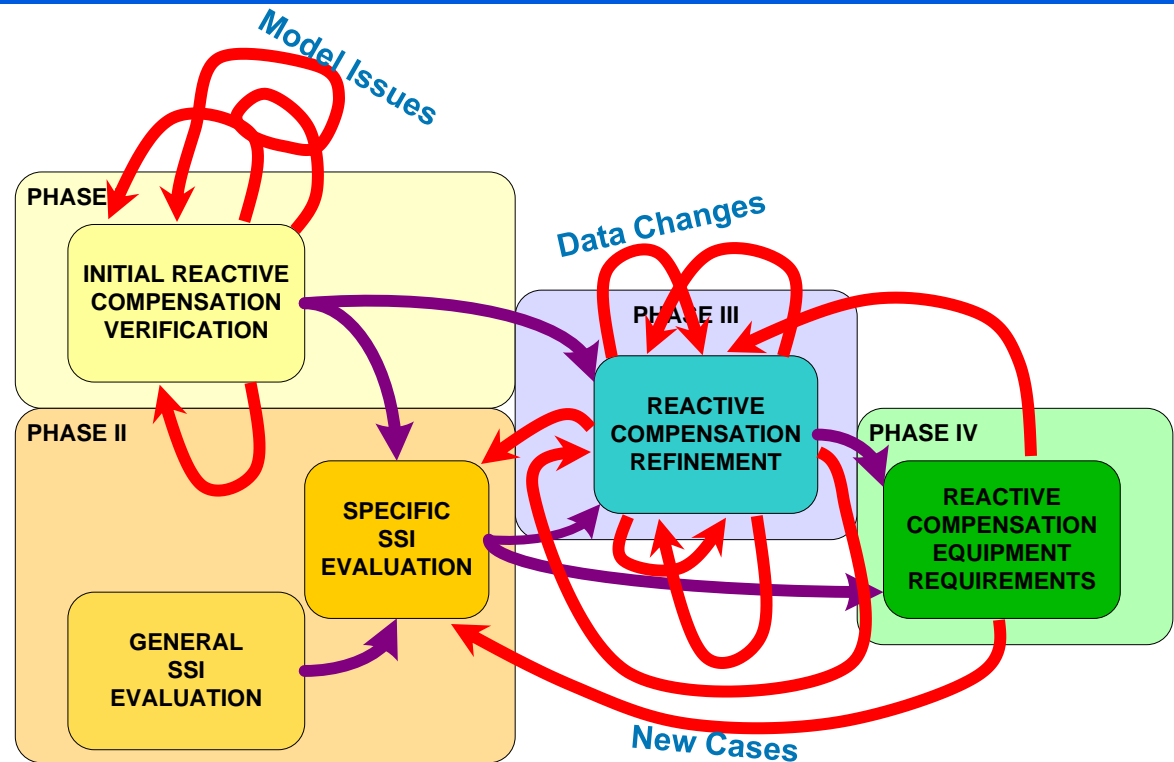 Model Issues
PHASE
INITIAL REACTIVE
COMPENSATION
VERIFICATION
Data Changes
PHASE III
REACTIVE
COMPENSATION
REFINEMENT
PHASE II
SPECIFIC
SSI
EVALUATION
GENERAL
SSI
EVALUATION
PHASE IV
REACTIVE
COMPENSATION
EQUIPMENT
REQUIREMENTS
New Cases